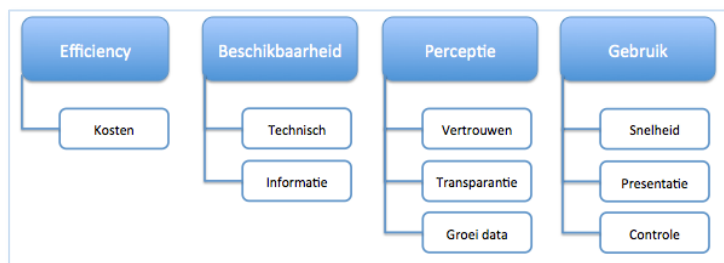 Efficiency
Kosten
Beschikbaarheid
Technisch
Informatie
Perceptie
Vertrouwen
Transparantie
Groei data
Gebruik
Snelheid
Presentatie
Controle